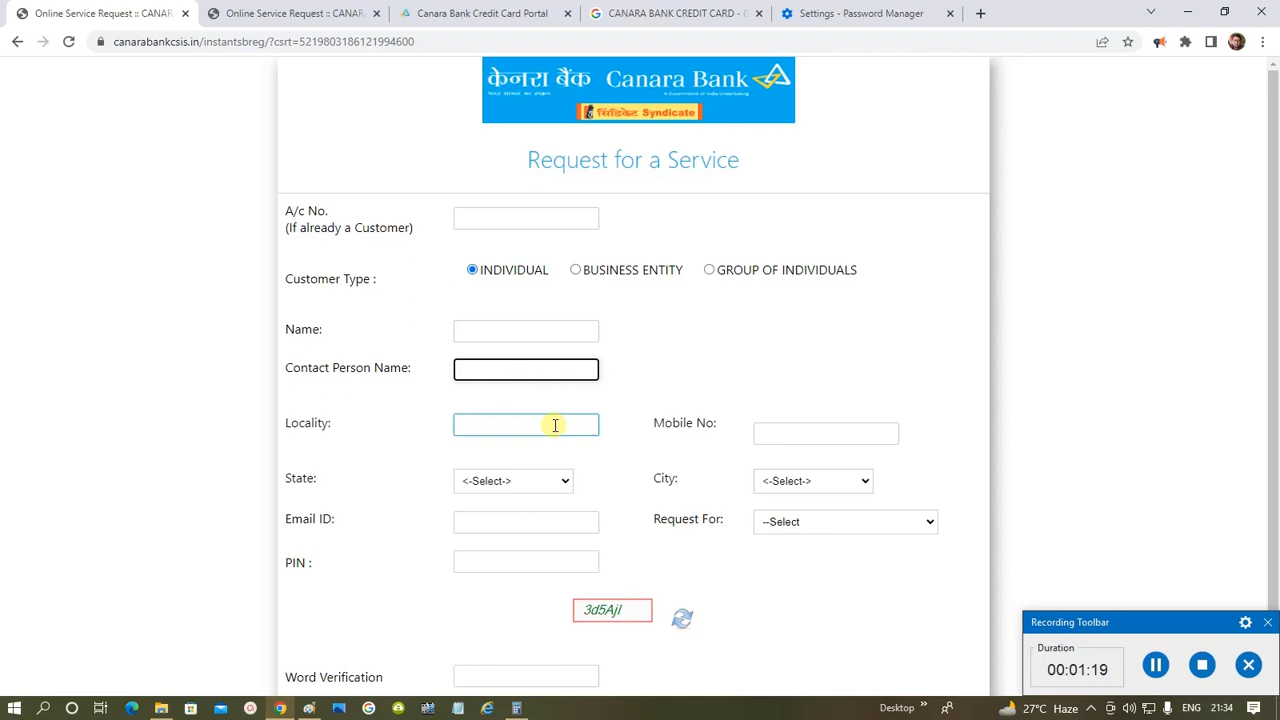 Online Service Request :: CANAR
Online Service Request :: CANAR
Canara Bank Credit Card Portal
CANARA BANK CREDIT CARD - G
Settings - Password Manager
canarabankcsis.in/instantsbreg/?csrt=5219803186121994600
केनरा बैंक Canara Bank
सिंडिकेट Syndicate
Request for a Service
A/c No.
(If already a Customer)
Customer Type :
INDIVIDUAL
BUSINESS ENTITY
GROUP OF INDIVIDUALS
Name:
Contact Person Name:
Locality:
Mobile No:
State:
<-Select->
City:
<-Select->
Email ID:
Request For:
--Select
PIN :
3d5AjI
Word Verification
Recording Toolbar
Duration
00:01:19
Desktop
27°C Haze
21:34